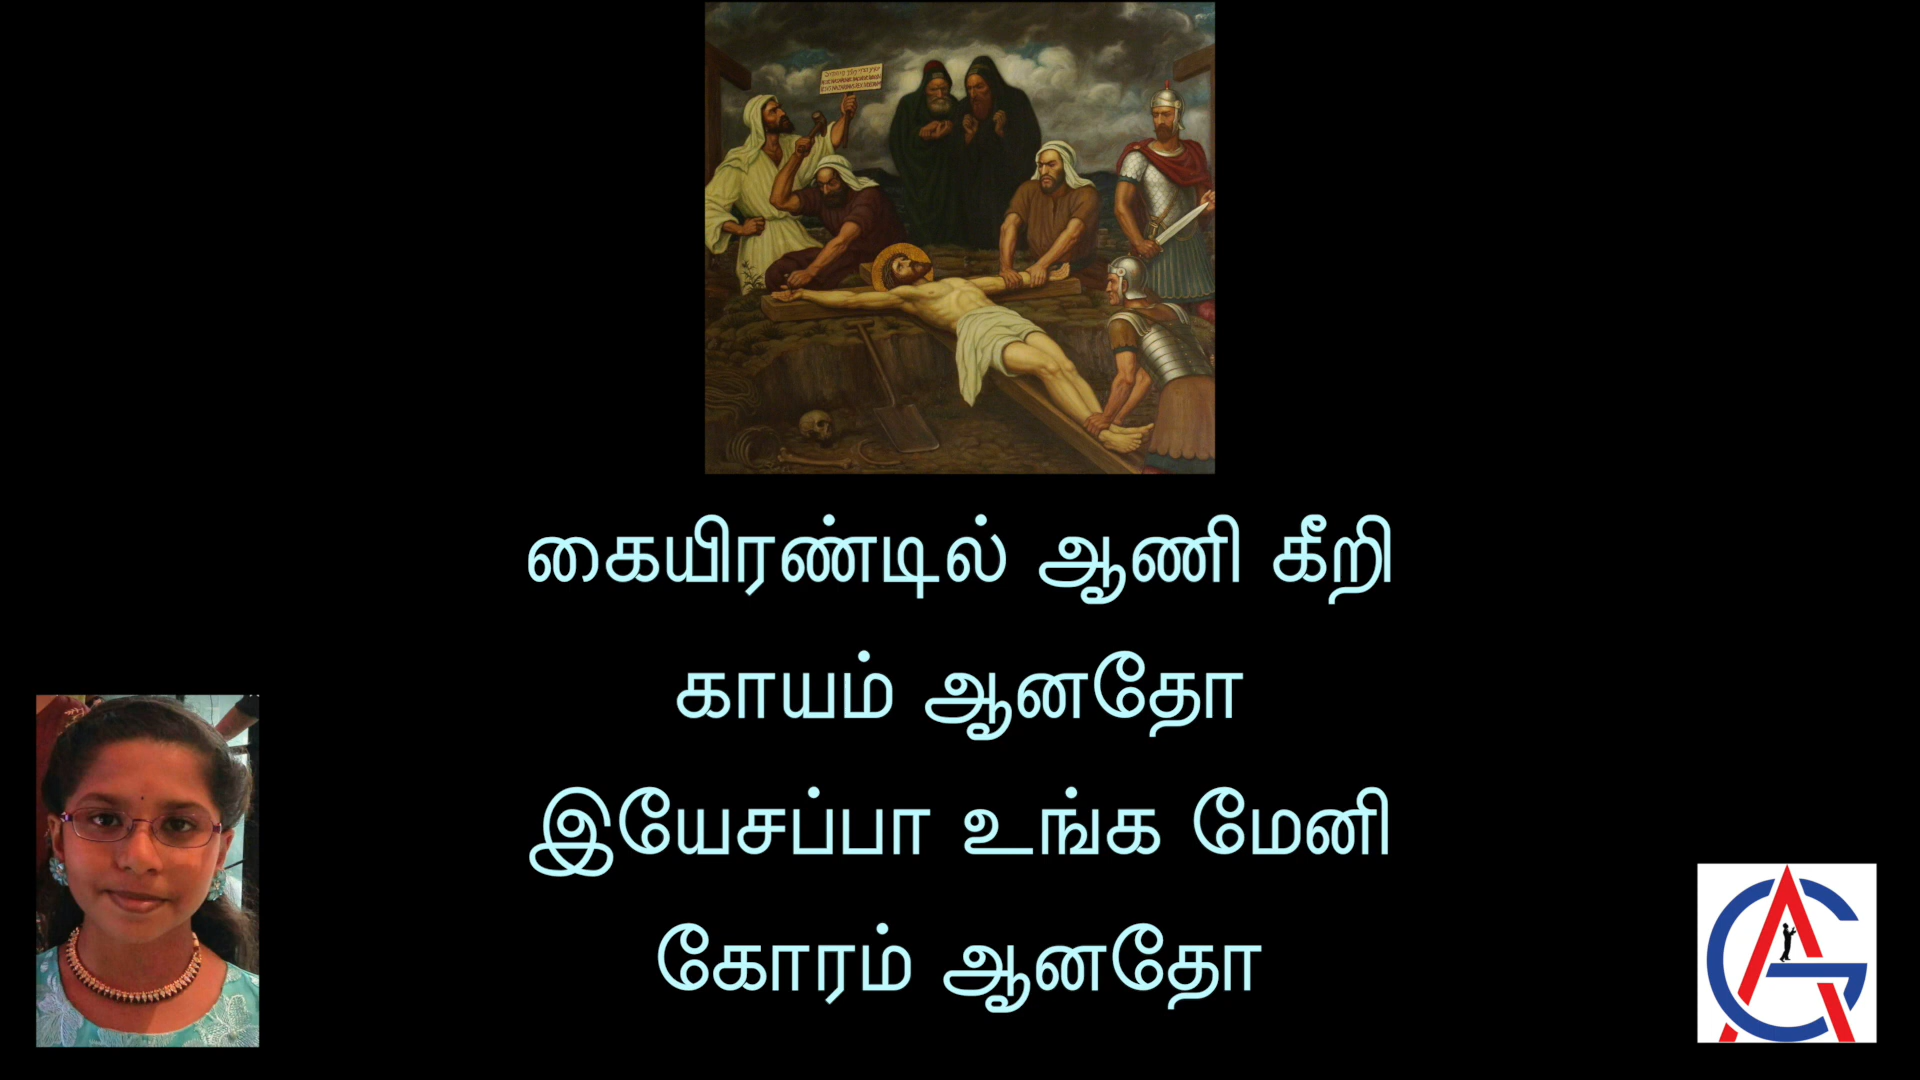 கையிரண்டில் ஆணி கீறி
காயம் ஆனதோ
இயேசப்பா உங்க மேனி
கோரம் ஆனதோ